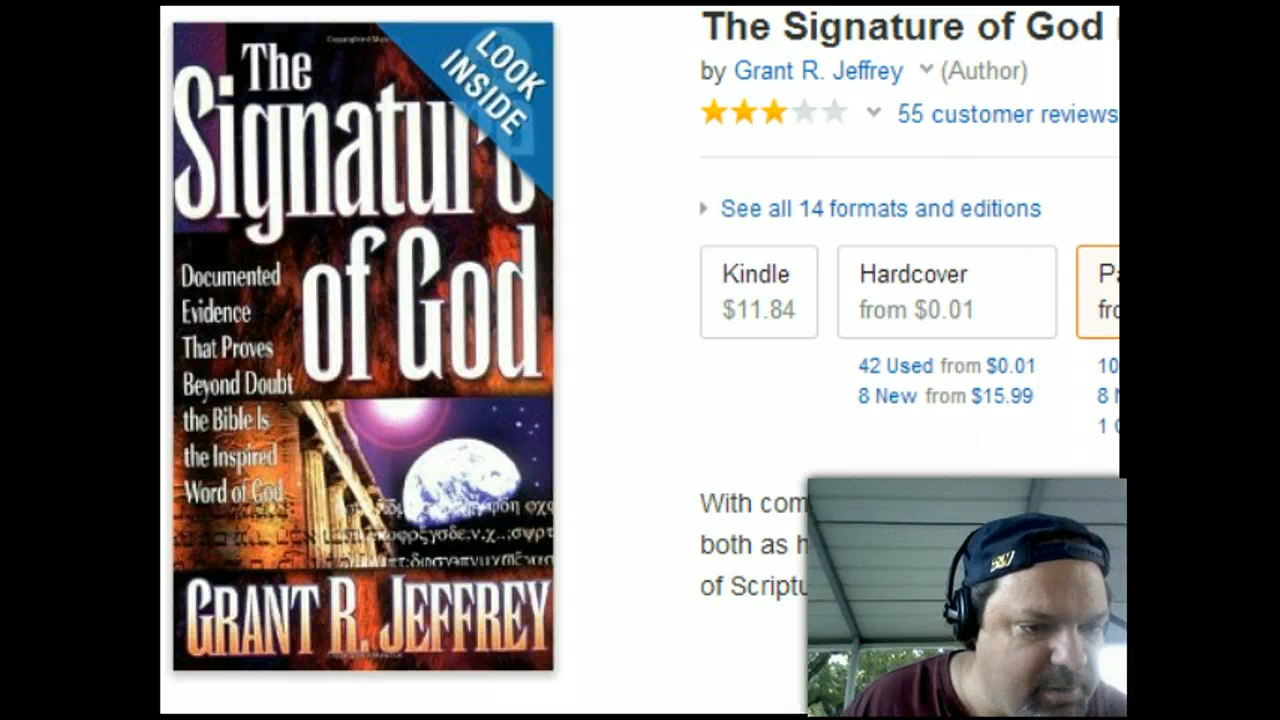 The
Signature
of God
Documented
Evidence
That Proves
Beyond Doubt
the Bible Is
the Inspired
Word of God
GRANT R. JEFFREY
LOOK
INSIDE
The Signature of God
by Grant R. Jeffrey (Author)
55 customer reviews
See all 14 formats and editions
Kindle
$11.84
Hardcover
from $0.01
42 Used from $0.01
8 New from $15.99
10
8
1
With com
both as h
of Scriptu